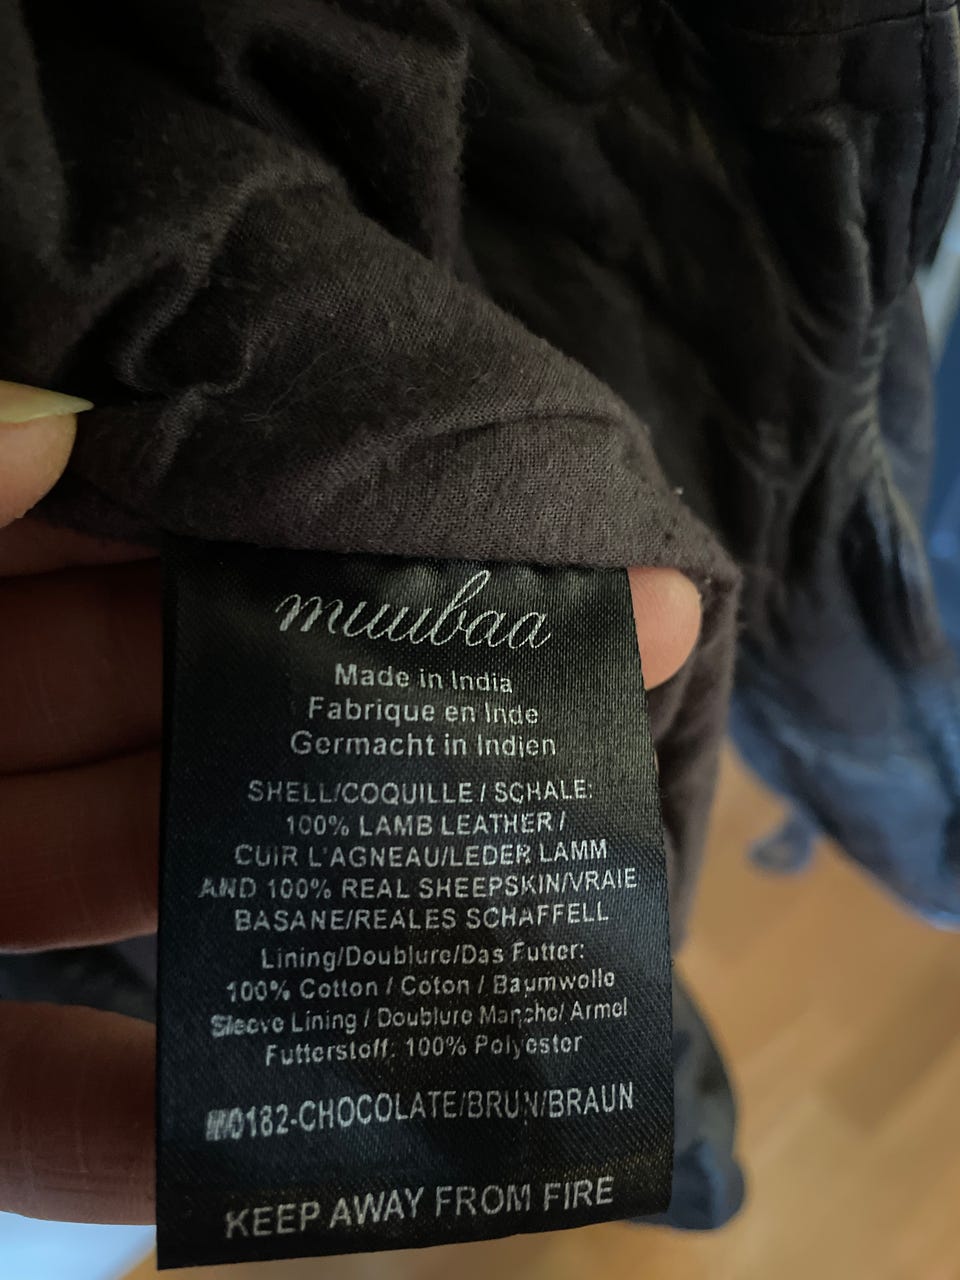 muubaa
Made in India
Fabrique en Inde
Germacht in Indien
SHELL/COQUILLE / SCHALE:
100% LAMB LEATHER /
CUIR L'AGNEAU/LEDER LAMM
AND 100% REAL SHEEPSKIN/VRAIE
BASANE/REALES SCHAFFELL
Lining/Doublure/Das Futter:
100% Cotton / Coton / Baumwolle
Sleeve Lining / Doublure Manche/ Armel
Futterstoff: 100% Polyester
M0182-CHOCOLATE/BRUN/BRAUN
KEEP AWAY FROM FIRE